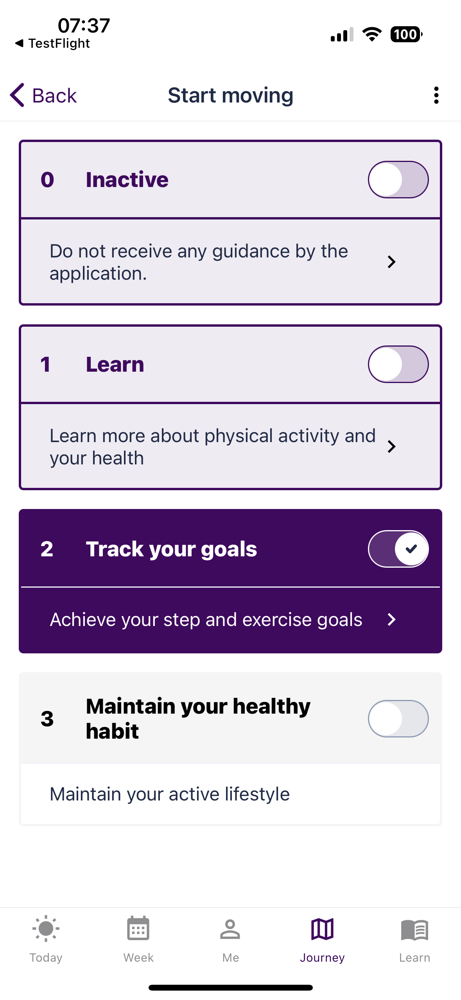 07:37
TestFlight
100
Back
Start moving
0 Inactive
Do not receive any guidance by the
application.
1 Learn
Learn more about physical activity and
your health
2 Track your goals
Achieve your step and exercise goals
3 Maintain your healthy
habit
Maintain your active lifestyle
Today Week Me Journey Learn